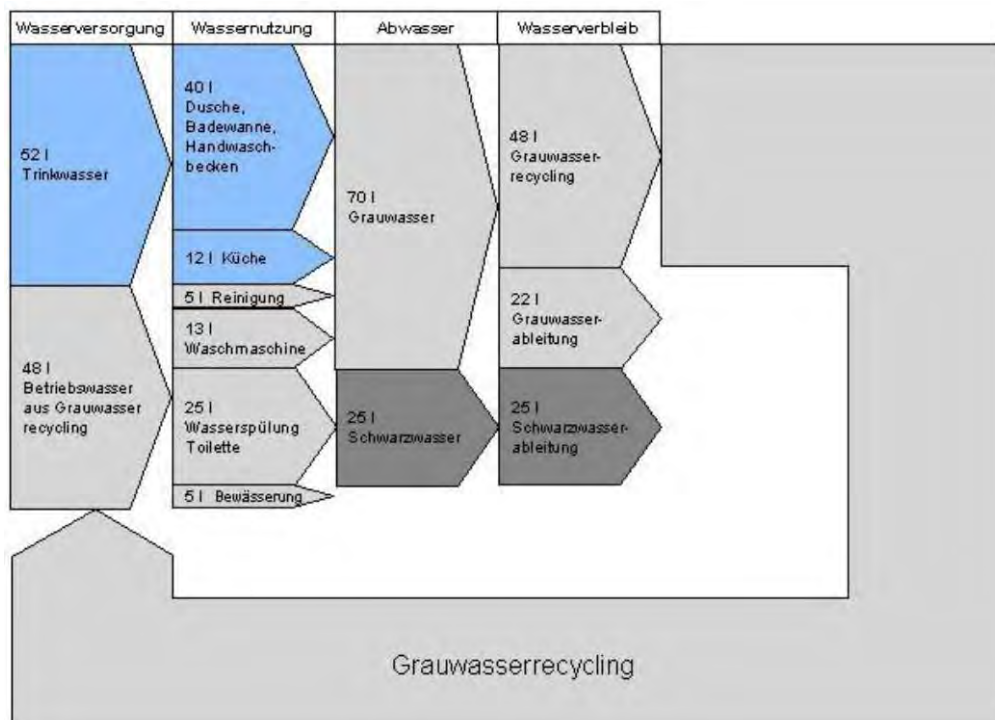 Wasserversorgung
Wassernutzung
Abwasser
Wasserverbleib
52 l
Trinkwasser
48 l
Betriebswasser
aus Grauwasser
recycling
40 l
Dusche,
Badewanne,
Handwasch-
becken
12 l Küche
5 l Reinigung
13 l
Waschmaschine
25 l
Wasserspülung
Toilette
5 l Bewässerung
70 l
Grauwasser
25 l
Schwarzwasser
48 l
Grauwasser-
recycling
22 l
Grauwasser-
ableitung
25 l
Schwarzwasser-
ableitung
Grauwasserrecycling